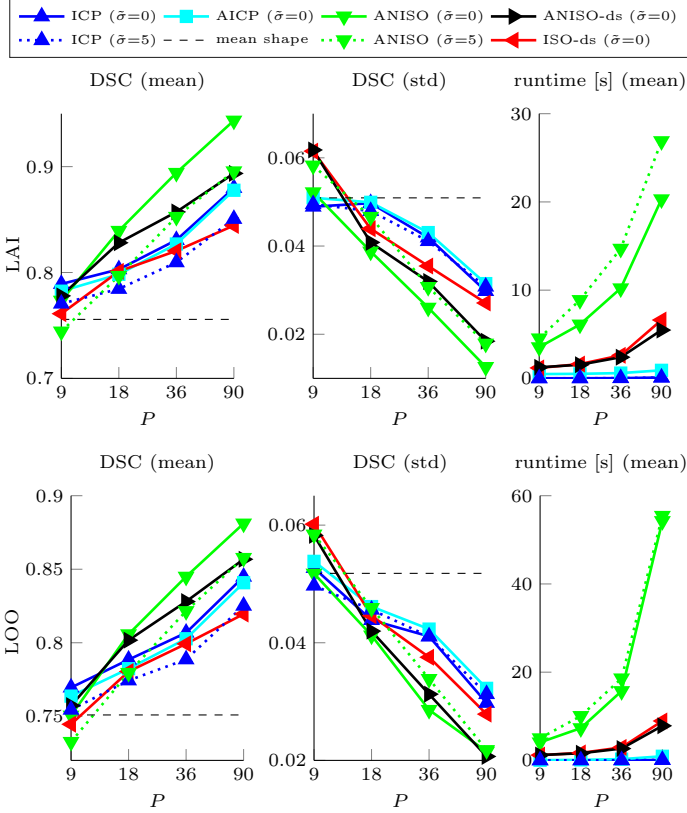 ICP (σ̃=0) AICP (σ̃=0) ANISO (σ̃=0) ANISO-ds (σ̃=0)
ICP (σ̃=5) mean shape ANISO (σ̃=5) ISO-ds (σ̃=0)
DSC (mean) DSC (std) runtime [s] (mean)
LAI
0.9
0.8
0.7
9 18 36 90
P
0.06
0.04
0.02
9 18 36 90
P
30
20
10
0
9 18 36 90
P
DSC (mean) DSC (std) runtime [s] (mean)
LOO
0.9
0.85
0.8
0.75
9 18 36 90
P
0.06
0.04
0.02
9 18 36 90
P
60
40
20
0
9 18 36 90
P